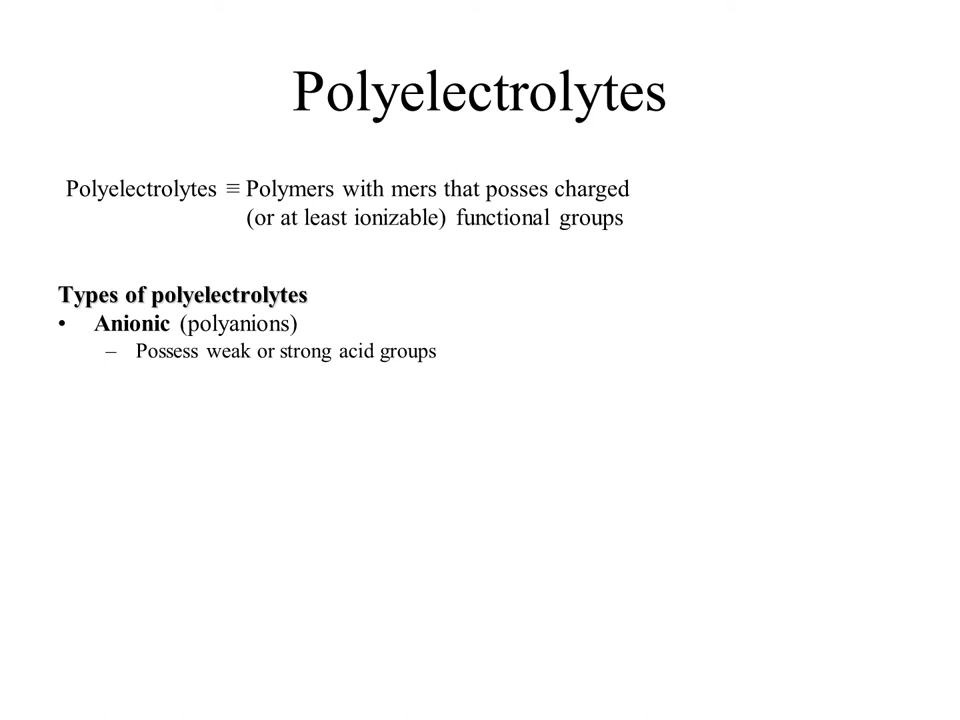 Polyelectrolytes
Polyelectrolytes ≡ Polymers with mers that posses charged
(or at least ionizable) functional groups
Types of polyelectrolytes
• Anionic (polyanions)
– Possess weak or strong acid groups